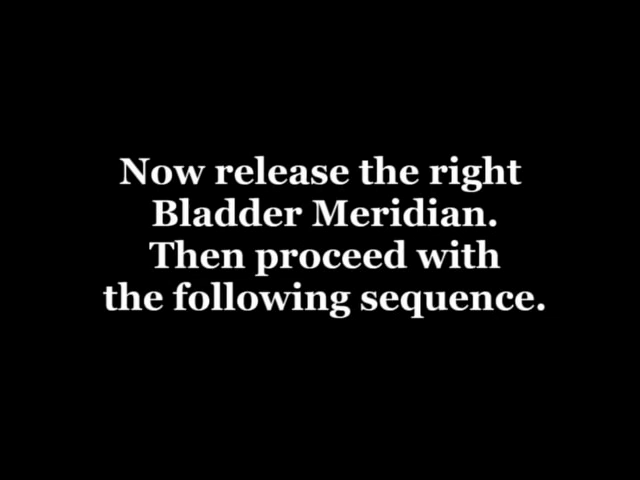 Now release the right
Bladder Meridian.
Then proceed with
the following sequence.